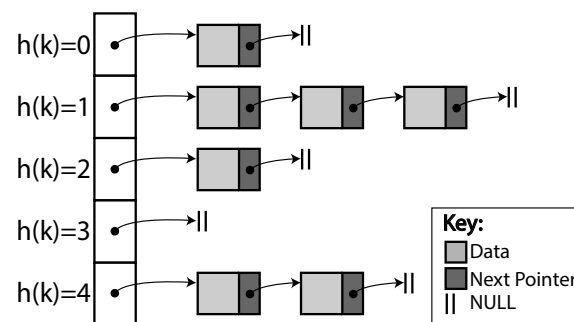 h(k)=0
h(k)=1
h(k)=2
h(k)=3
h(k)=4
Key:
Data
Next Pointer
NULL